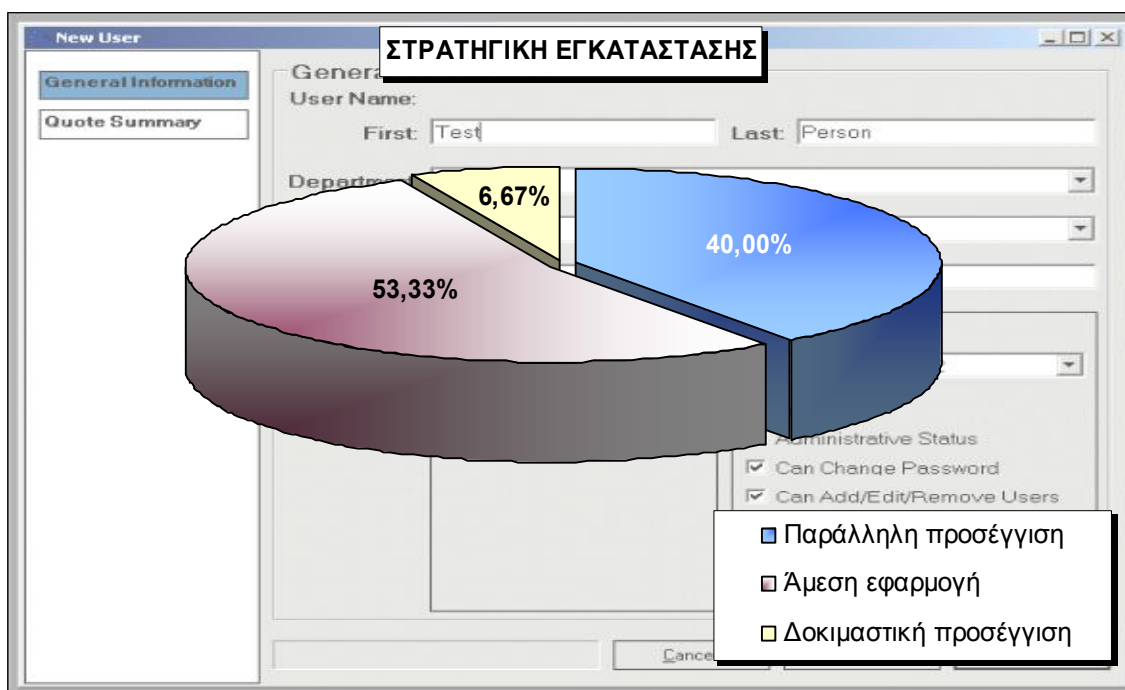 New User
ΣΤΡΑΤΗΓΙΚΗ ΕΓΚΑΤΑΣΤΑΣΗΣ
General Information
Quote Summary
User Name:
First: Test
Last: Person
6,67%
40,00%
53,33%
Administrative Status
Can Change Password
Can Add/Edit/Remove Users
Παράλληλη προσέγγιση
Άμεση εφαρμογή
Δοκιμαστική προσέγγιση